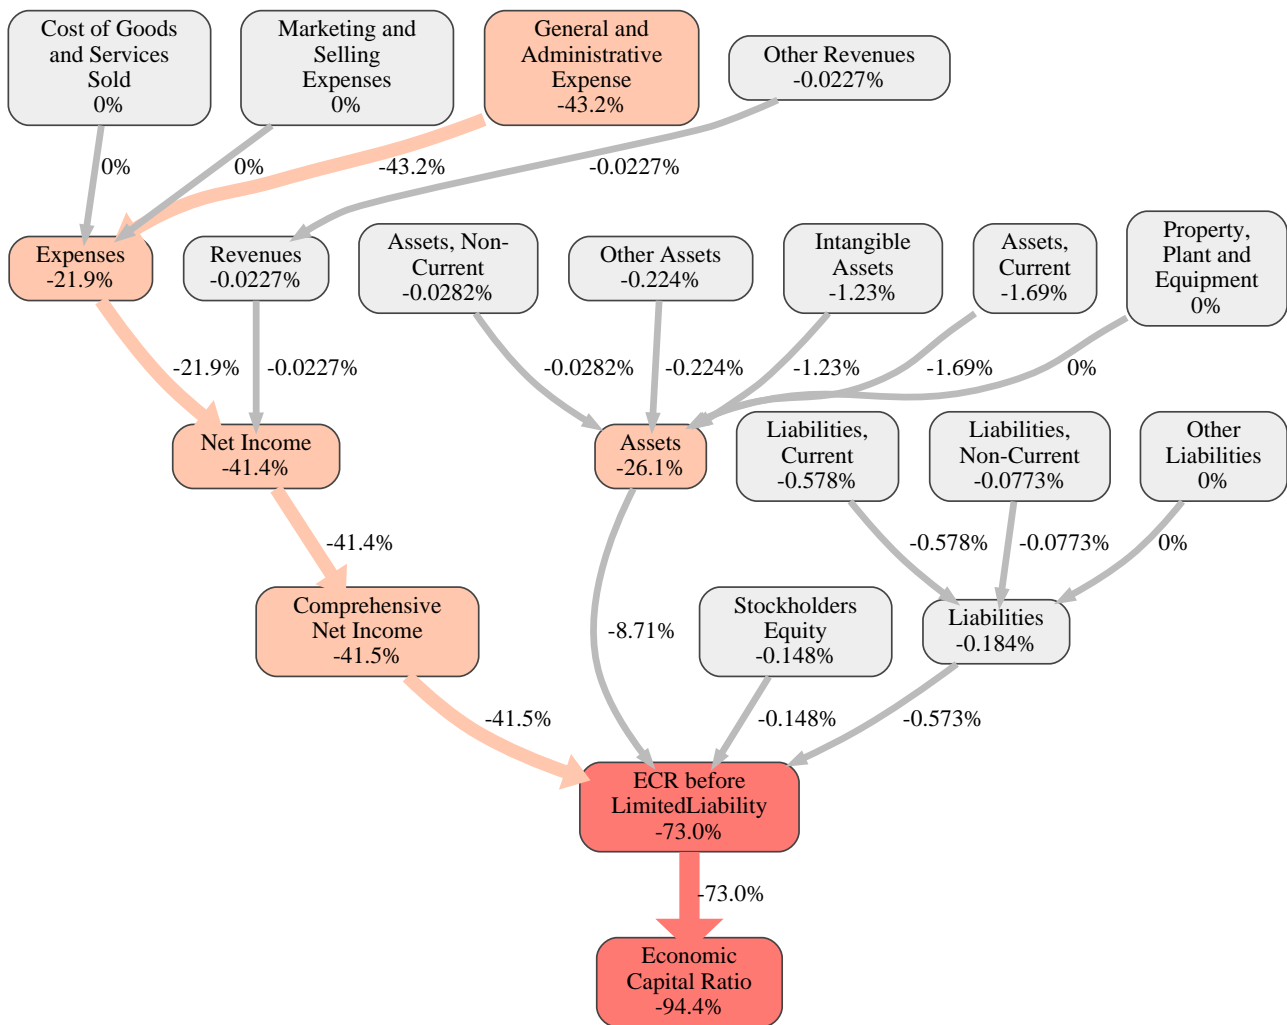 Cost of Goods
and Services
Sold
0%
Marketing and
Selling
Expenses
0%
General and
Administrative
Expense
-43.2%
Other Revenues
-0.0227%
0%
0%
-43.2%
-0.0227%
Expenses
-21.9%
Revenues
-0.0227%
Assets, Non-
Current
-0.0282%
Other Assets
-0.224%
Intangible
Assets
-1.23%
Assets,
Current
-1.69%
Property,
Plant and
Equipment
0%
-21.9%
-0.0227%
-0.0282%
-0.224%
-1.23%
-1.69%
0%
Net Income
-41.4%
Assets
-26.1%
Liabilities,
Current
-0.578%
Liabilities,
Non-Current
-0.0773%
Other
Liabilities
0%
-41.4%
-0.578%
-0.0773%
0%
Comprehensive
Net Income
-41.5%
-8.71%
Stockholders
Equity
-0.148%
Liabilities
-0.184%
-41.5%
-0.148%
-0.573%
ECR before
LimitedLiability
-73.0%
-73.0%
Economic
Capital Ratio
-94.4%